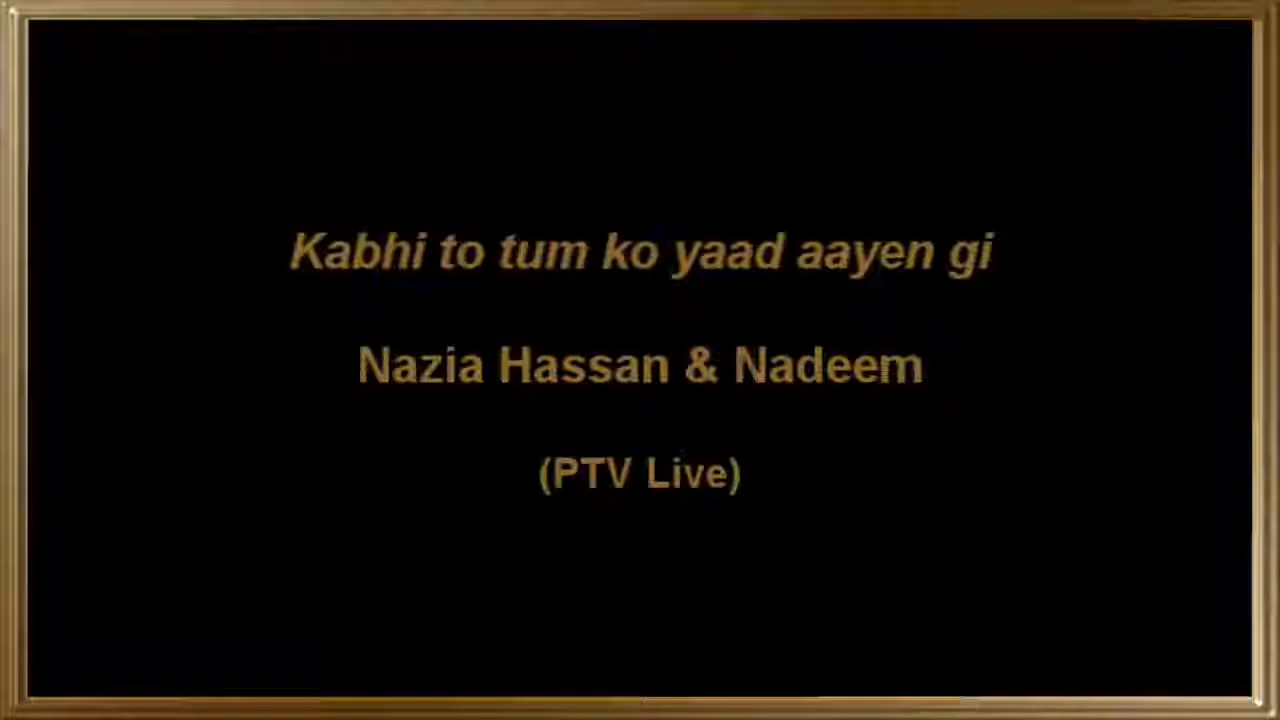 Kabhi to tum ko yaad aayen gi
Nazia Hassan & Nadeem
(PTV Live)